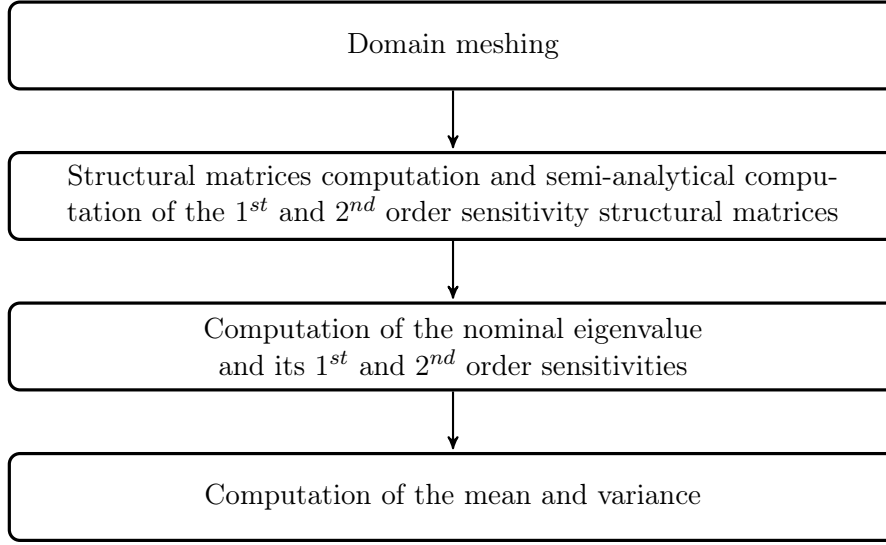 Domain meshing
Structural matrices computation and semi-analytical compu-
tation of the 1st and 2nd order sensitivity structural matrices
Computation of the nominal eigenvalue
and its 1st and 2nd order sensitivities
Computation of the mean and variance